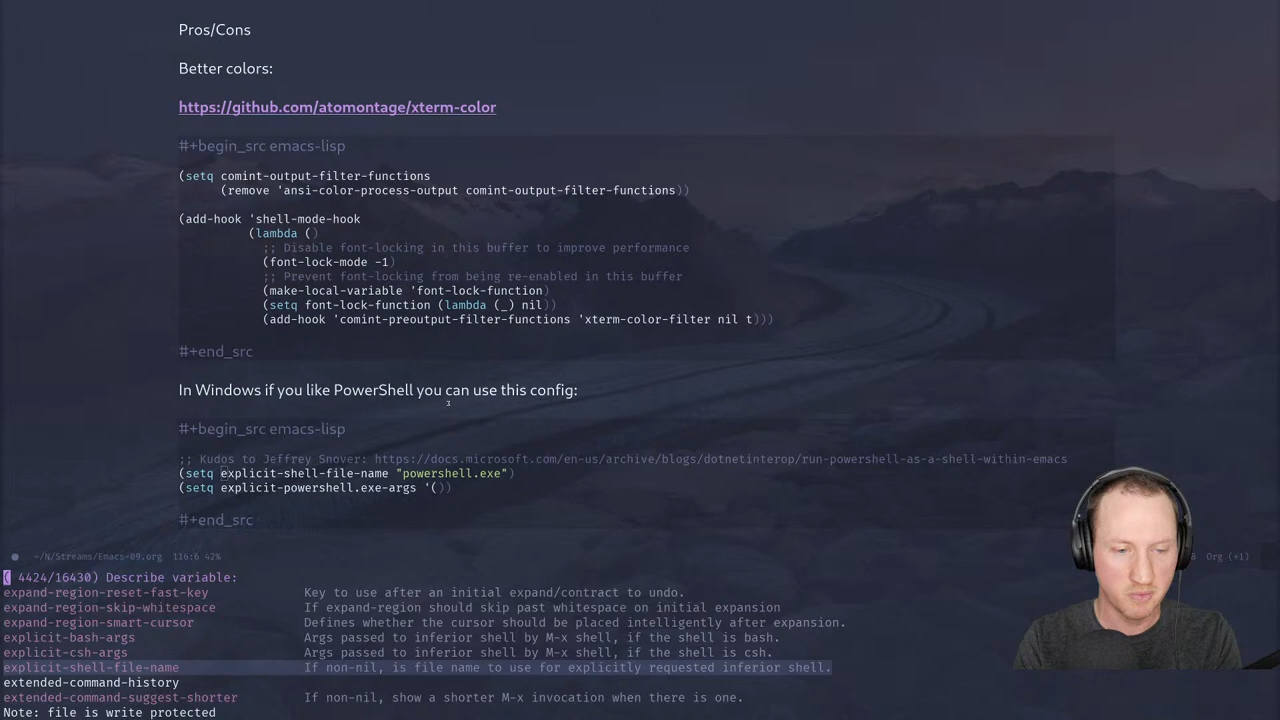 Pros/Cons
Better colors:
https://github.com/atomontage/xterm-color
#+begin_src emacs-lisp
(setq comint-output-filter-functions
(remove 'ansi-color-process-output comint-output-filter-functions))
(add-hook 'shell-mode-hook
(lambda ()
;; Disable font-locking in this buffer to improve performance
(font-lock-mode -1)
;; Prevent font-locking from being re-enabled in this buffer
(make-local-variable 'font-lock-function)
(setq font-lock-function (lambda (_) nil))
(add-hook 'comint-preoutput-filter-functions 'xterm-color-filter nil t)))
#+end_src
In Windows if you like PowerShell you can use this config:
#+begin_src emacs-lisp
;; Kudos to Jeffrey Snover: https://docs.microsoft.com/en-us/archive/blogs/dotnetinterop/run-powershell-as-a-shell-within-emacs
(setq explicit-shell-file-name "powershell.exe")
(setq explicit-powershell.exe-args '())
#+end_src
~/N/Streams/Emacs-09.org 116:6 42% Org (+1)
( 4424/16430) Describe variable:
expand-region-reset-fast-key Key to use after an initial expand/contract to undo.
expand-region-skip-whitespace If expand-region should skip past whitespace on initial expansion
expand-region-smart-cursor Defines whether the cursor should be placed intelligently after expansion.
explicit-bash-args Args passed to inferior shell by M-x shell, if the shell is bash.
explicit-csh-args Args passed to inferior shell by M-x shell, if the shell is csh.
explicit-shell-file-name If non-nil, is file name to use for explicitly requested inferior shell.
extended-command-history
extended-command-suggest-shorter If non-nil, show a shorter M-x invocation when there is one.
Note: file is write protected